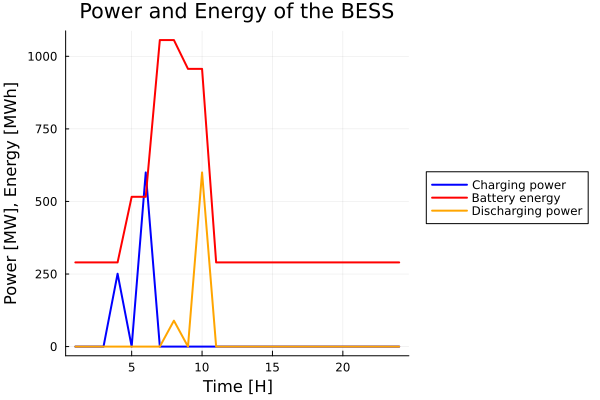 Power and Energy of the BESS
Power [MW], Energy [MWh]
1000
750
500
250
0
5
10
15
20
Time [H]
Charging power
Battery energy
Discharging power